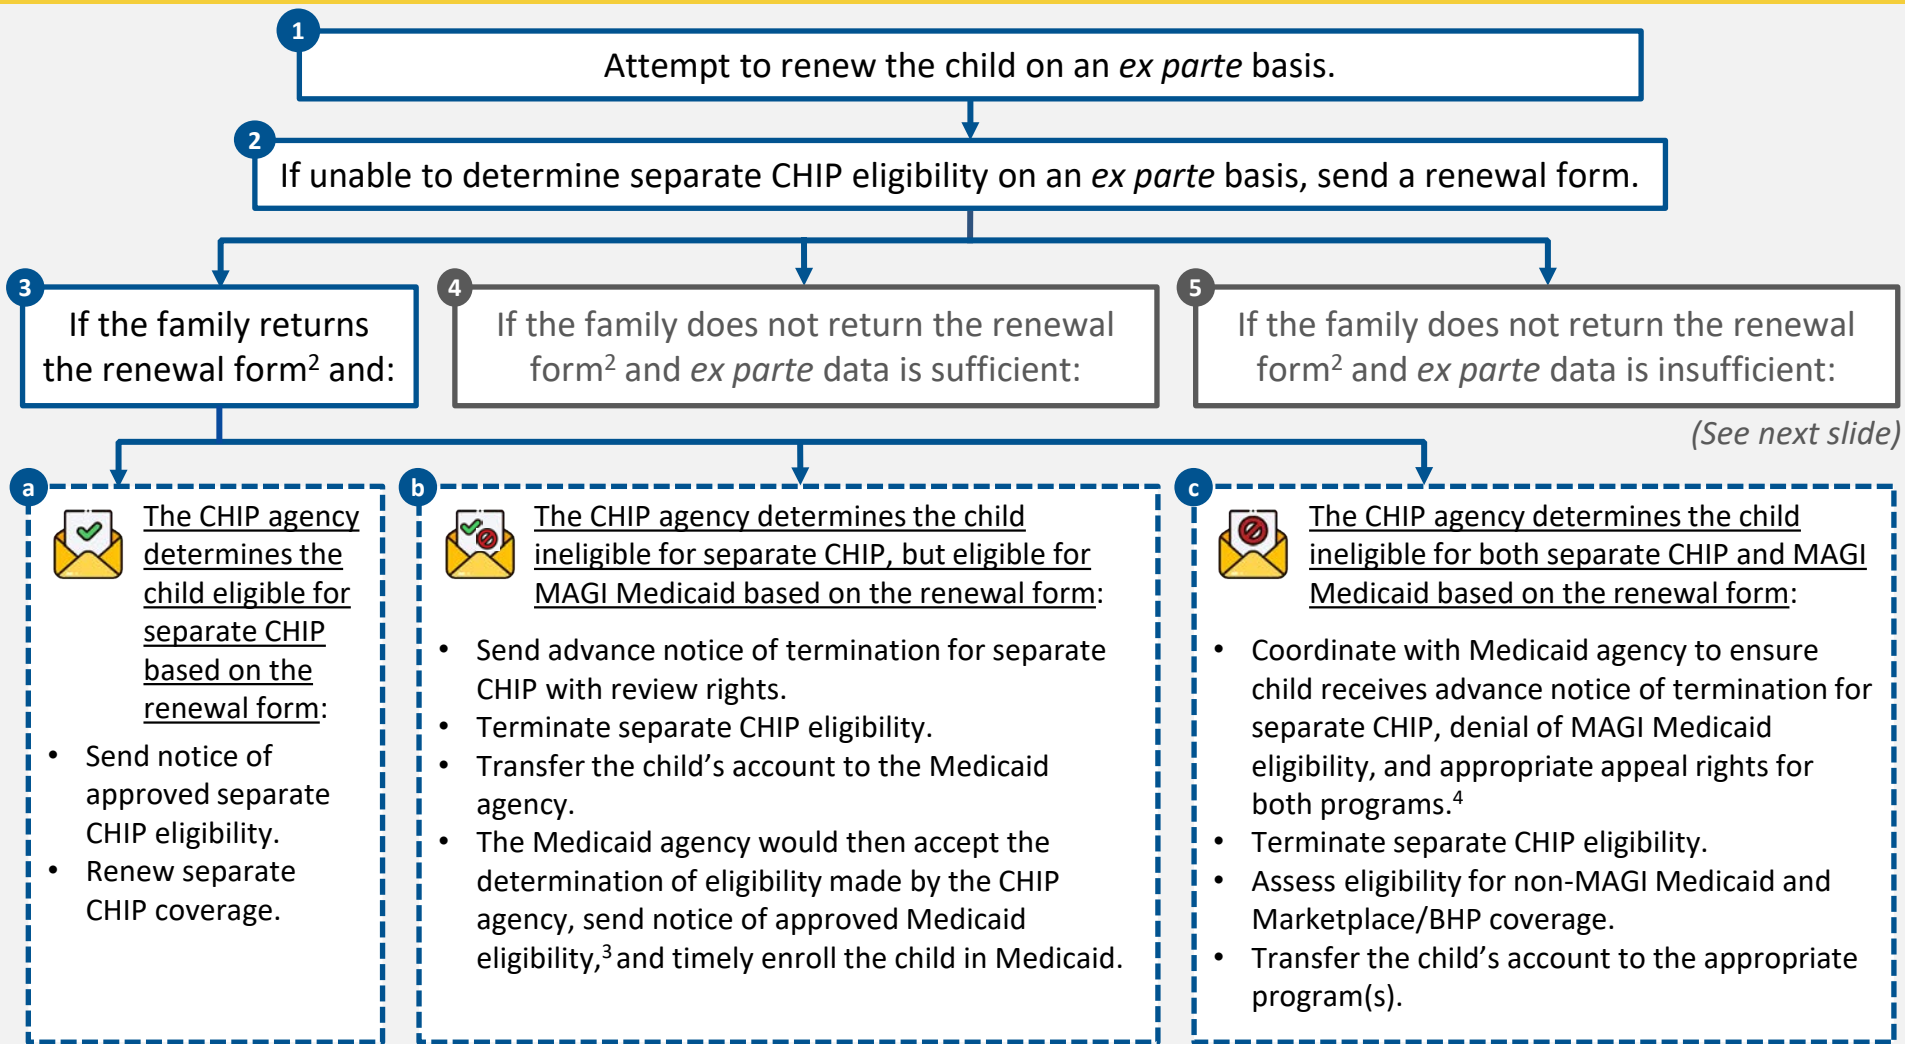 1
Attempt to renew the child on an ex parte basis.
2
If unable to determine separate CHIP eligibility on an ex parte basis, send a renewal form.
3
If the family returns
the renewal form² and:
4
If the family does not return the renewal
form² and ex parte data is sufficient:
5
If the family does not return the renewal
form² and ex parte data is insufficient:
(See next slide)
a
The CHIP agency
determines the
child eligible for
separate CHIP
based on the
renewal form:
• Send notice of
approved separate
CHIP eligibility.
• Renew separate
CHIP coverage.
b
The CHIP agency determines the child
ineligible for separate CHIP, but eligible for
MAGI Medicaid based on the renewal form:
• Send advance notice of termination for separate
CHIP with review rights.
• Terminate separate CHIP eligibility.
• Transfer the child’s account to the Medicaid
agency.
• The Medicaid agency would then accept the
determination of eligibility made by the CHIP
agency, send notice of approved Medicaid
eligibility,³ and timely enroll the child in Medicaid.
c
The CHIP agency determines the child
ineligible for both separate CHIP and MAGI
Medicaid based on the renewal form:
• Coordinate with Medicaid agency to ensure
child receives advance notice of termination for
separate CHIP, denial of MAGI Medicaid
eligibility, and appropriate appeal rights for
both programs.⁴
• Terminate separate CHIP eligibility.
• Assess eligibility for non-MAGI Medicaid and
Marketplace/BHP coverage.
• Transfer the child’s account to the appropriate
program(s).